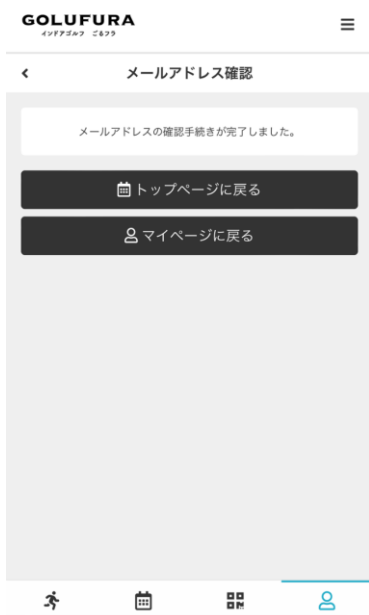 GOLUFURA
インドアゴルフ ごるフラ
メールアドレス確認
メールアドレスの確認手続きが完了しました。
トップページに戻る
マイページに戻る